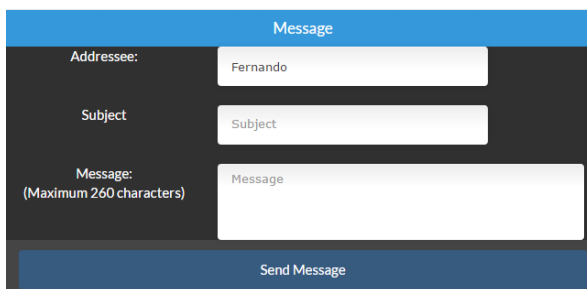 Message
Addressee:
Fernando
Subject
Subject
Message:
(Maximum 260 characters)
Message
Send Message